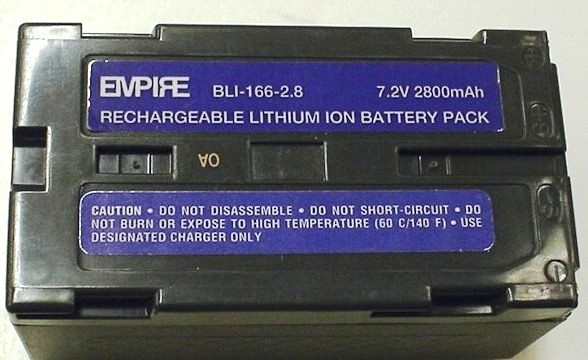 EMPIRE BLI-166-2.8 7.2V 2800mAh
RECHARGEABLE LITHIUM ION BATTERY PACK
OA
CAUTION • DO NOT DISASSEMBLE • DO NOT SHORT-CIRCUIT • DO
NOT BURN OR EXPOSE TO HIGH TEMPERATURE (60 C/140 F) • USE
DESIGNATED CHARGER ONLY